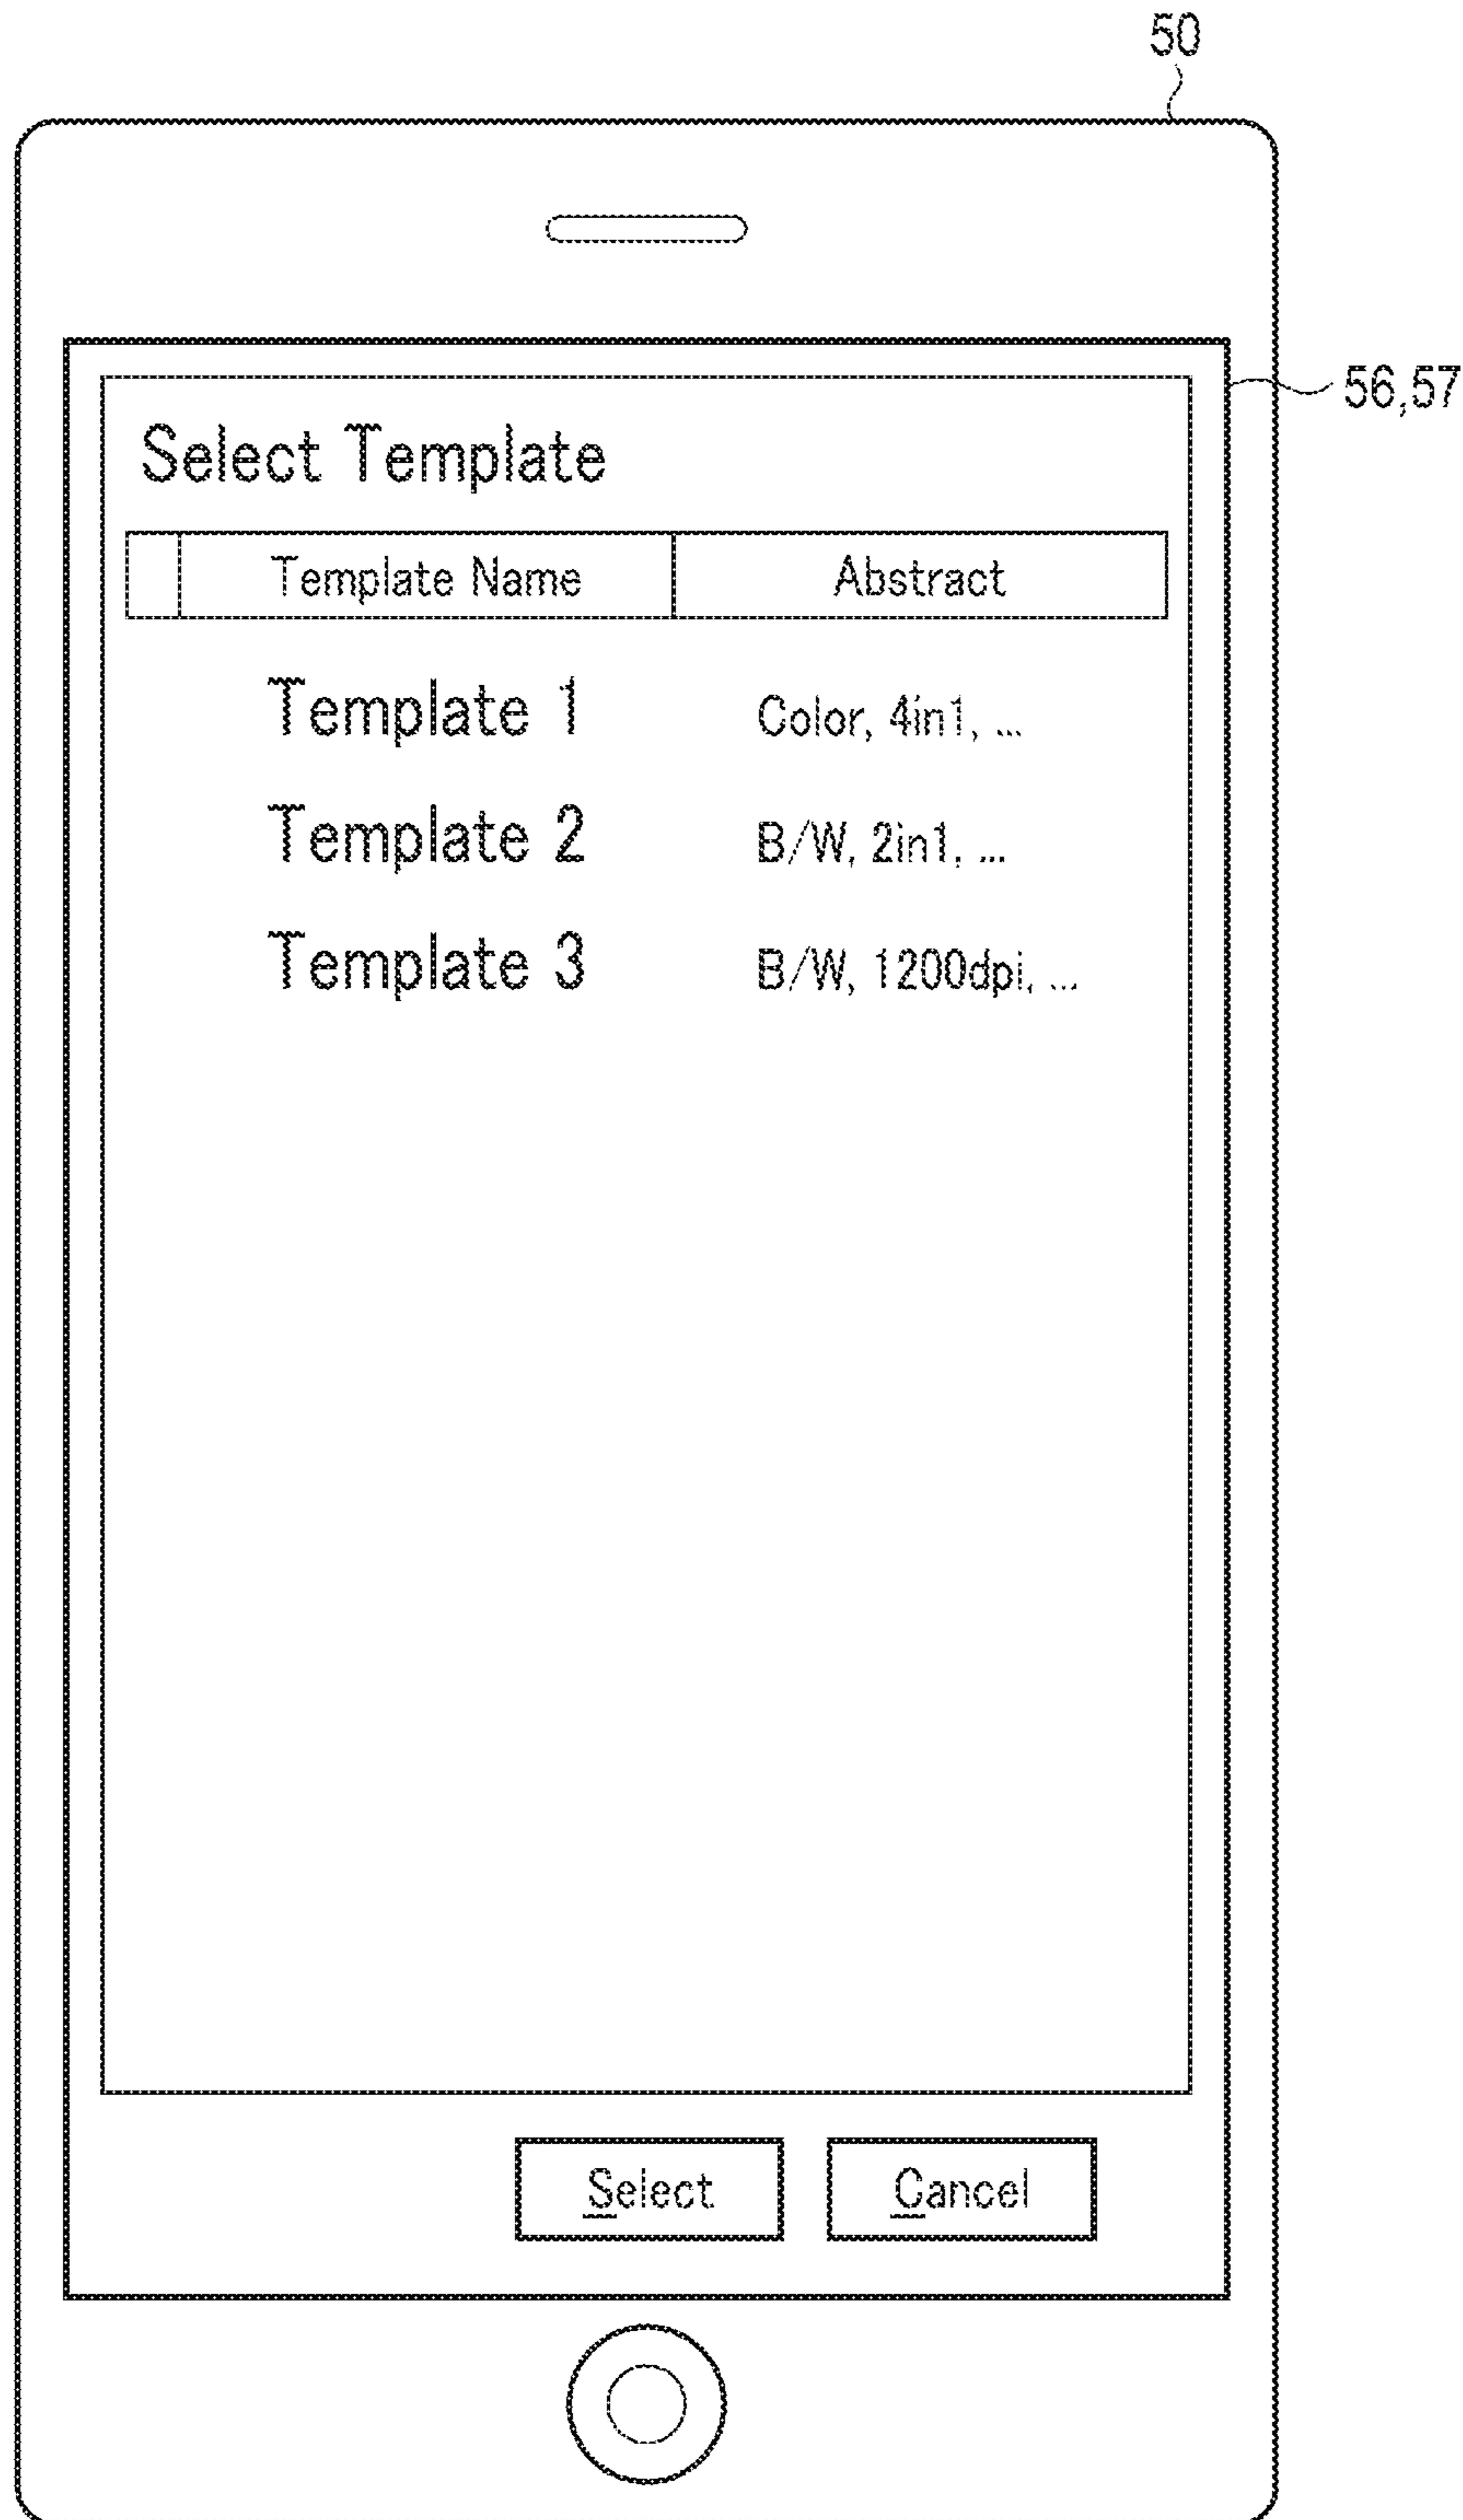 50
56,57
Select Template
Template Name Abstract
Template 1 Color, 4in1, ...
Template 2 B/W, 2in1, ...
Template 3 B/W, 1200dpi, ...
Select Cancel